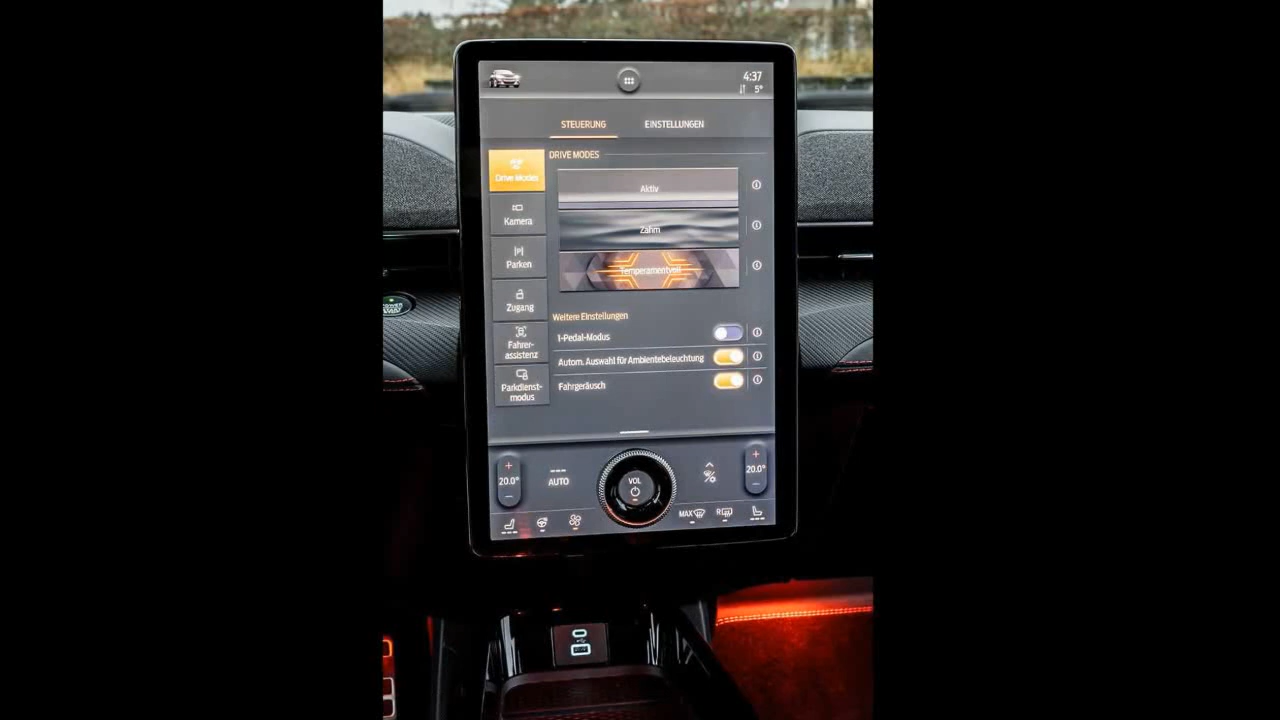 4:37
5°
STEUERUNG
EINSTELLUNGEN
Drive Modes
DRIVE MODES
Aktiv
Kamera
Zahm
Parken
Temperamentvoll
Zugang
Weitere Einstellungen
1-Pedal-Modus
Fahrer-
assistenz
Autom. Auswahl für Ambientebeleuchtung
Parkdienst-
modus
Fahrgeräusch
+
20.0°
–
AUTO
VOL
+
20.0°
–
MAX
R